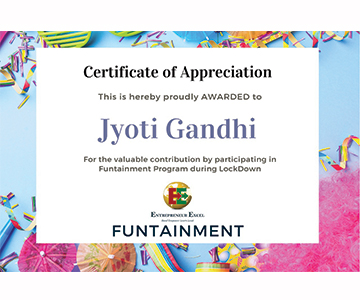 Certificate of Appreciation
This is hereby proudly AWARDED to
Jyoti Gandhi
For the valuable contribution by participating in
Funtainment Program during LockDown
ENTREPRENEUR EXCEL
FUNTAINMENT